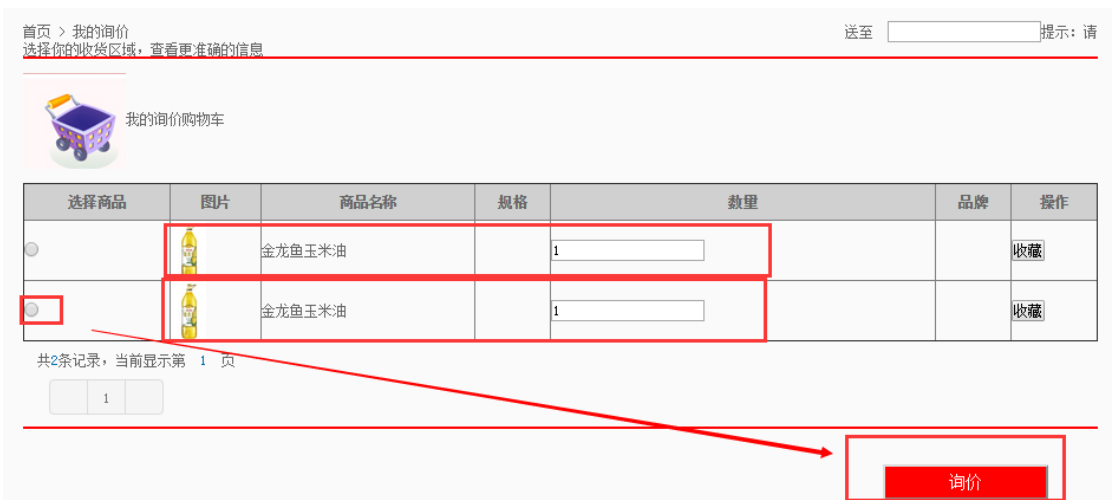 首页 > 我的询价 送至 提示：请
选择你的收货区域，查看更准确的信息
我的询价购物车
选择商品 图片 商品名称 规格 数里 品牌 操作
金龙鱼玉米油 1 收藏
金龙鱼玉米油 1 收藏
共2条记录，当前显示第 1 页
1
询价